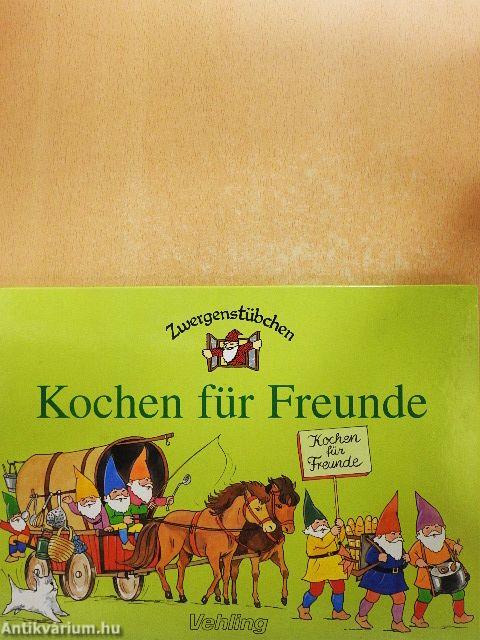 Zwergenstübchen
Kochen für Freunde
Kochen
für
Freunde
Vehling
Antikvarium.hu